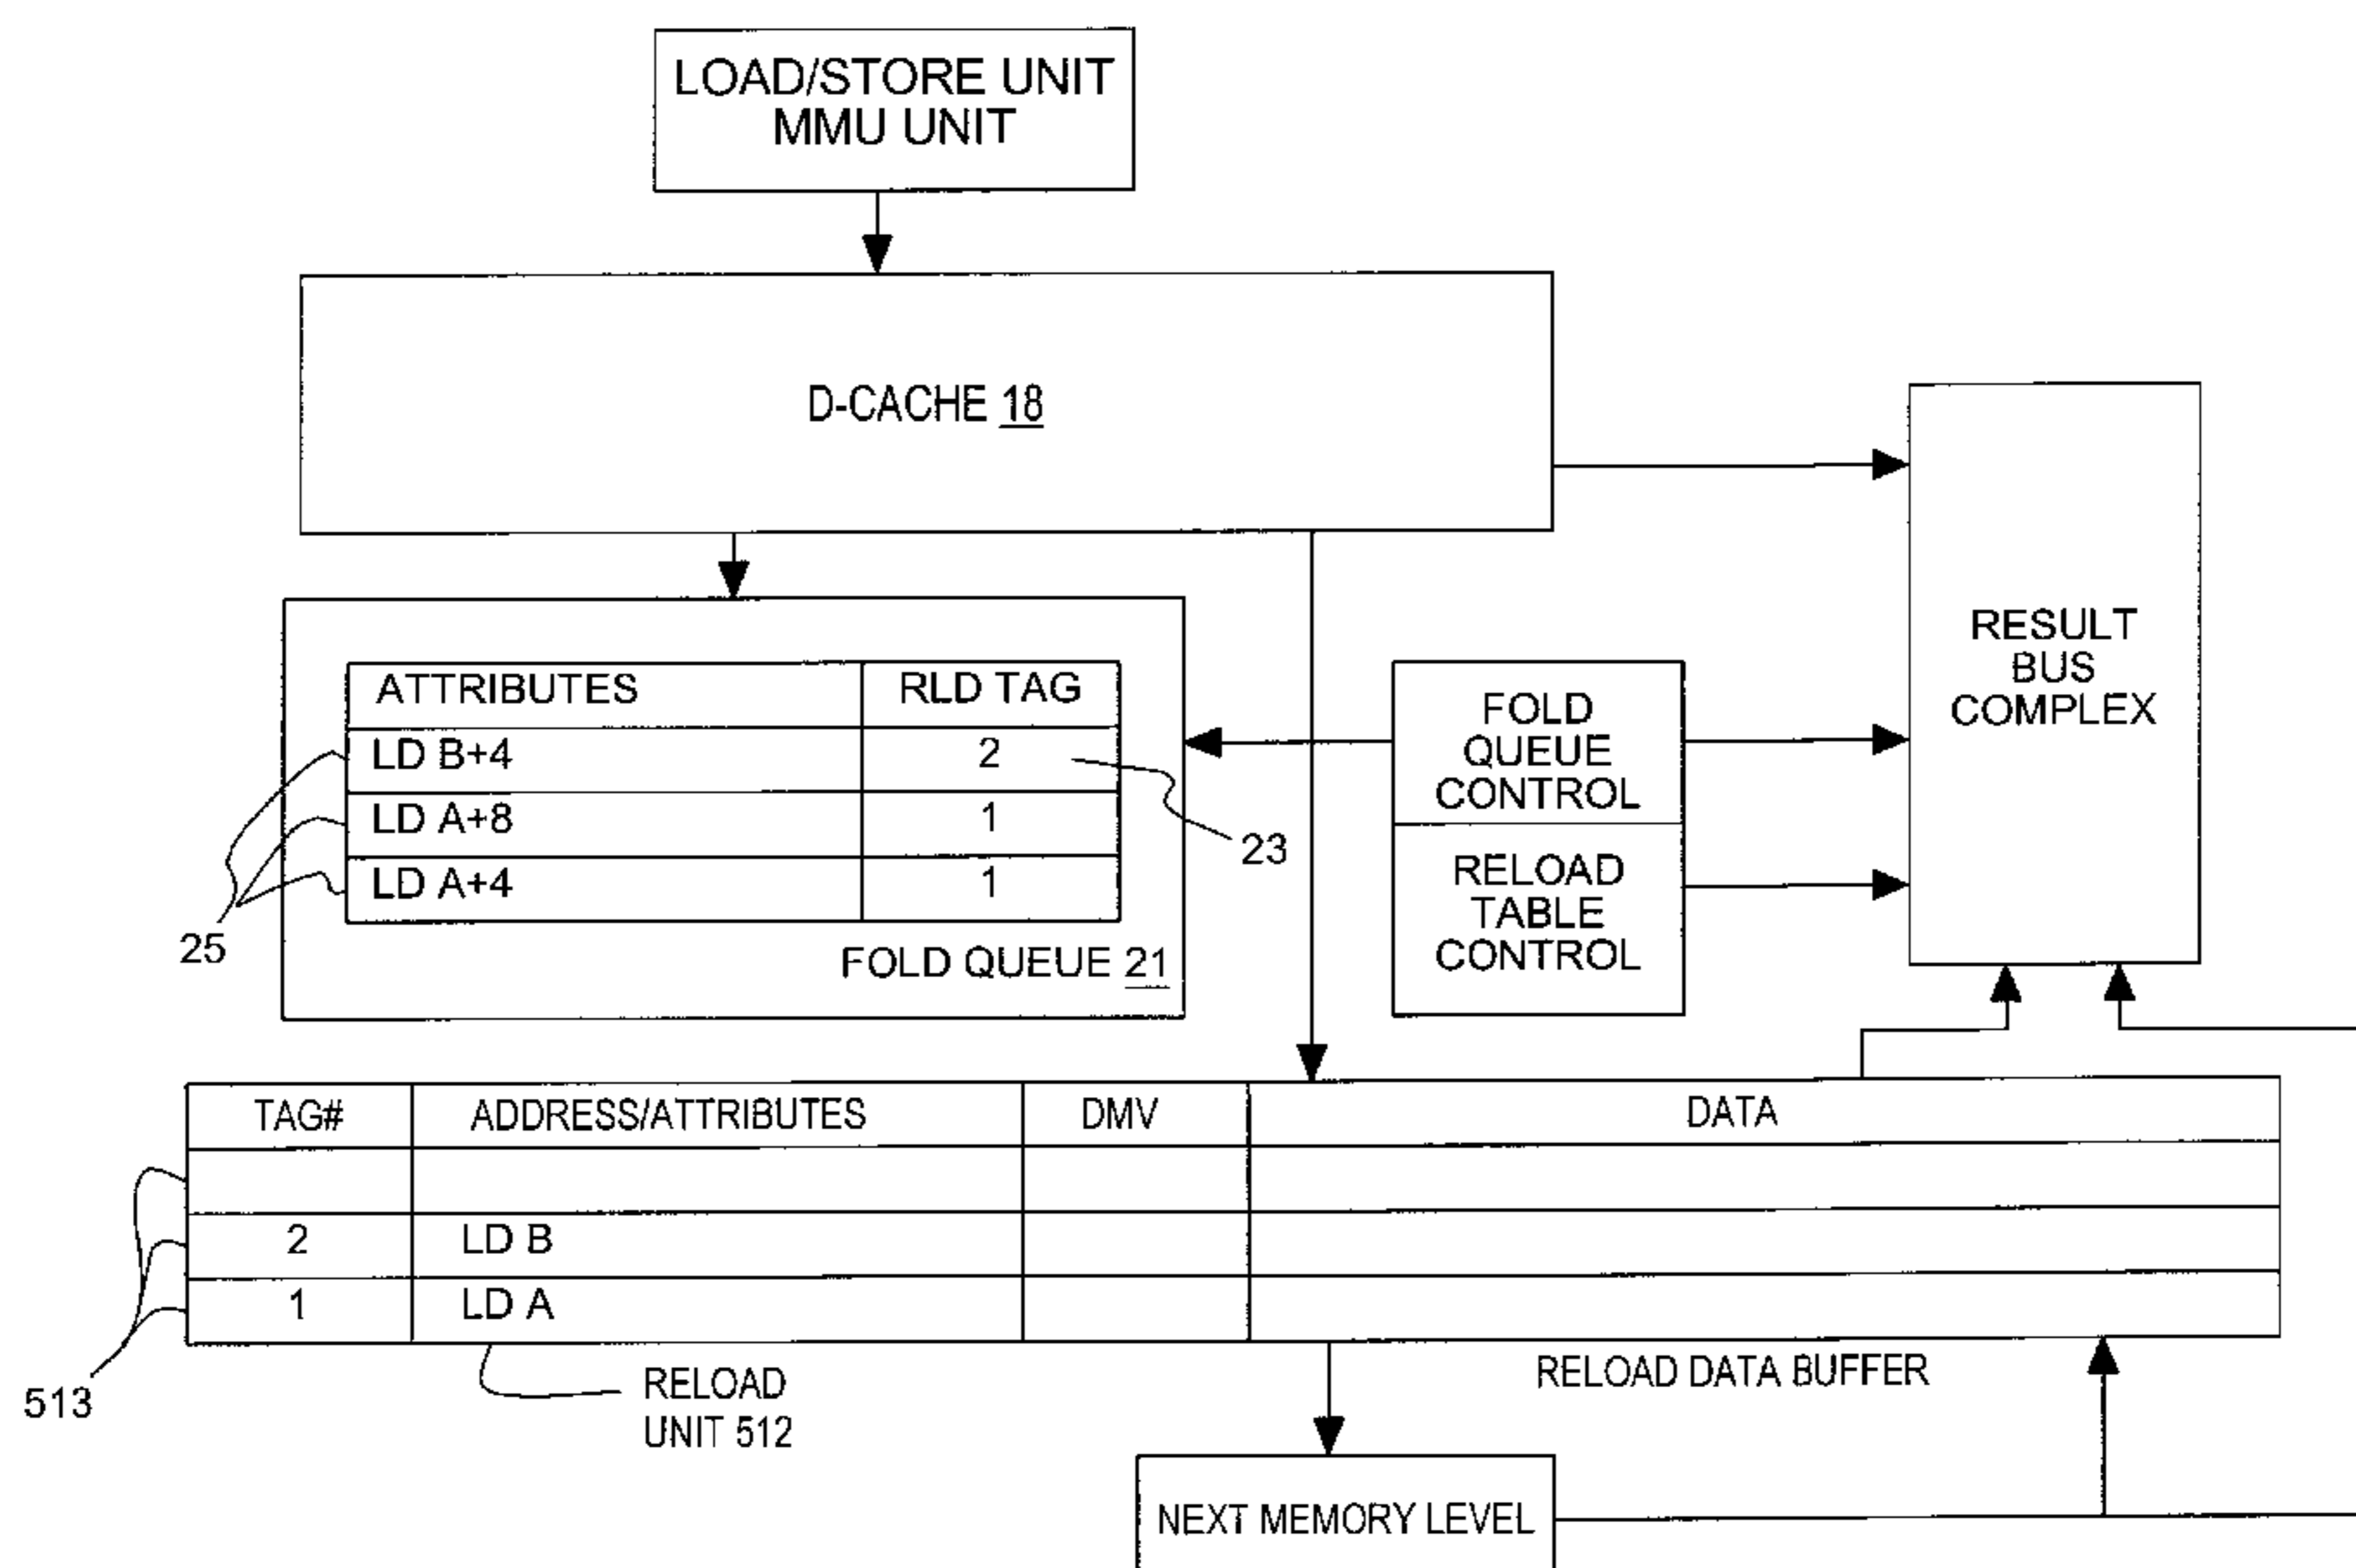 LOAD/STORE UNIT
MMU UNIT
D-CACHE 18
RESULT
BUS
COMPLEX
ATTRIBUTES RLD TAG
LD B+4 2
LD A+8 1
LD A+4 1
23
25
FOLD QUEUE 21
FOLD
QUEUE
CONTROL
RELOAD
TABLE
CONTROL
TAG# ADDRESS/ATTRIBUTES DMV DATA
2 LD B
1 LD A
513
RELOAD
UNIT 512
RELOAD DATA BUFFER
NEXT MEMORY LEVEL